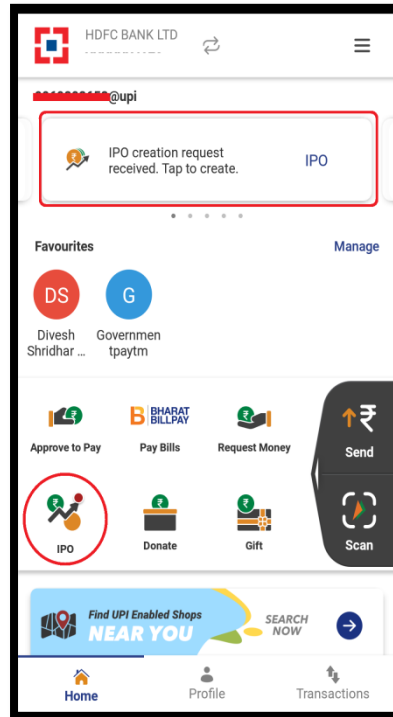 HDFC BANK LTD
@upi
IPO creation request
received. Tap to create.
IPO
Favourites
Manage
DS
G
Divesh
Shridhar ...
Governmen
tpaytm
Approve to Pay
B BHARAT
BILLPAY
Pay Bills
Request Money
Send
IPO
Donate
Gift
Scan
Find UPI Enabled Shops
NEAR YOU
SEARCH
NOW
Home
Profile
Transactions